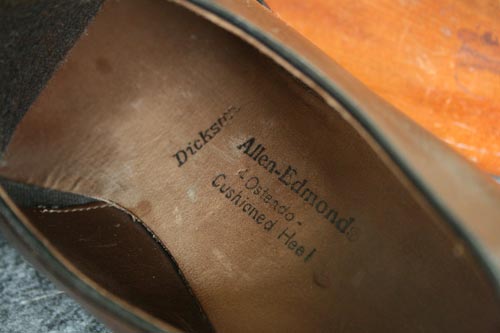 Dickson
Allen-Edmonds®
& Ostendo-
Cushioned Heel